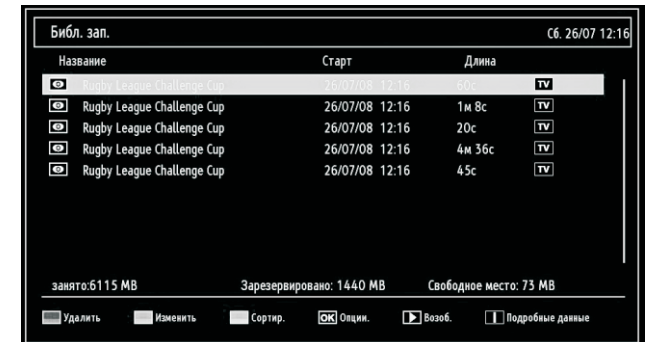 Библ. зап. Сб. 26/07 12:16
Название Старт Длина
Rugby League Challenge Cup 26/07/08 12:16 60с TV
Rugby League Challenge Cup 26/07/08 12:16 1м 8с TV
Rugby League Challenge Cup 26/07/08 12:16 20с TV
Rugby League Challenge Cup 26/07/08 12:16 4м 36с TV
Rugby League Challenge Cup 26/07/08 12:16 45с TV
занято:6115 MB Зарезервировано: 1440 MB Свободное место: 73 MB
Удалить Изменить Сортир. OK Опции. Возоб. Подробные данные